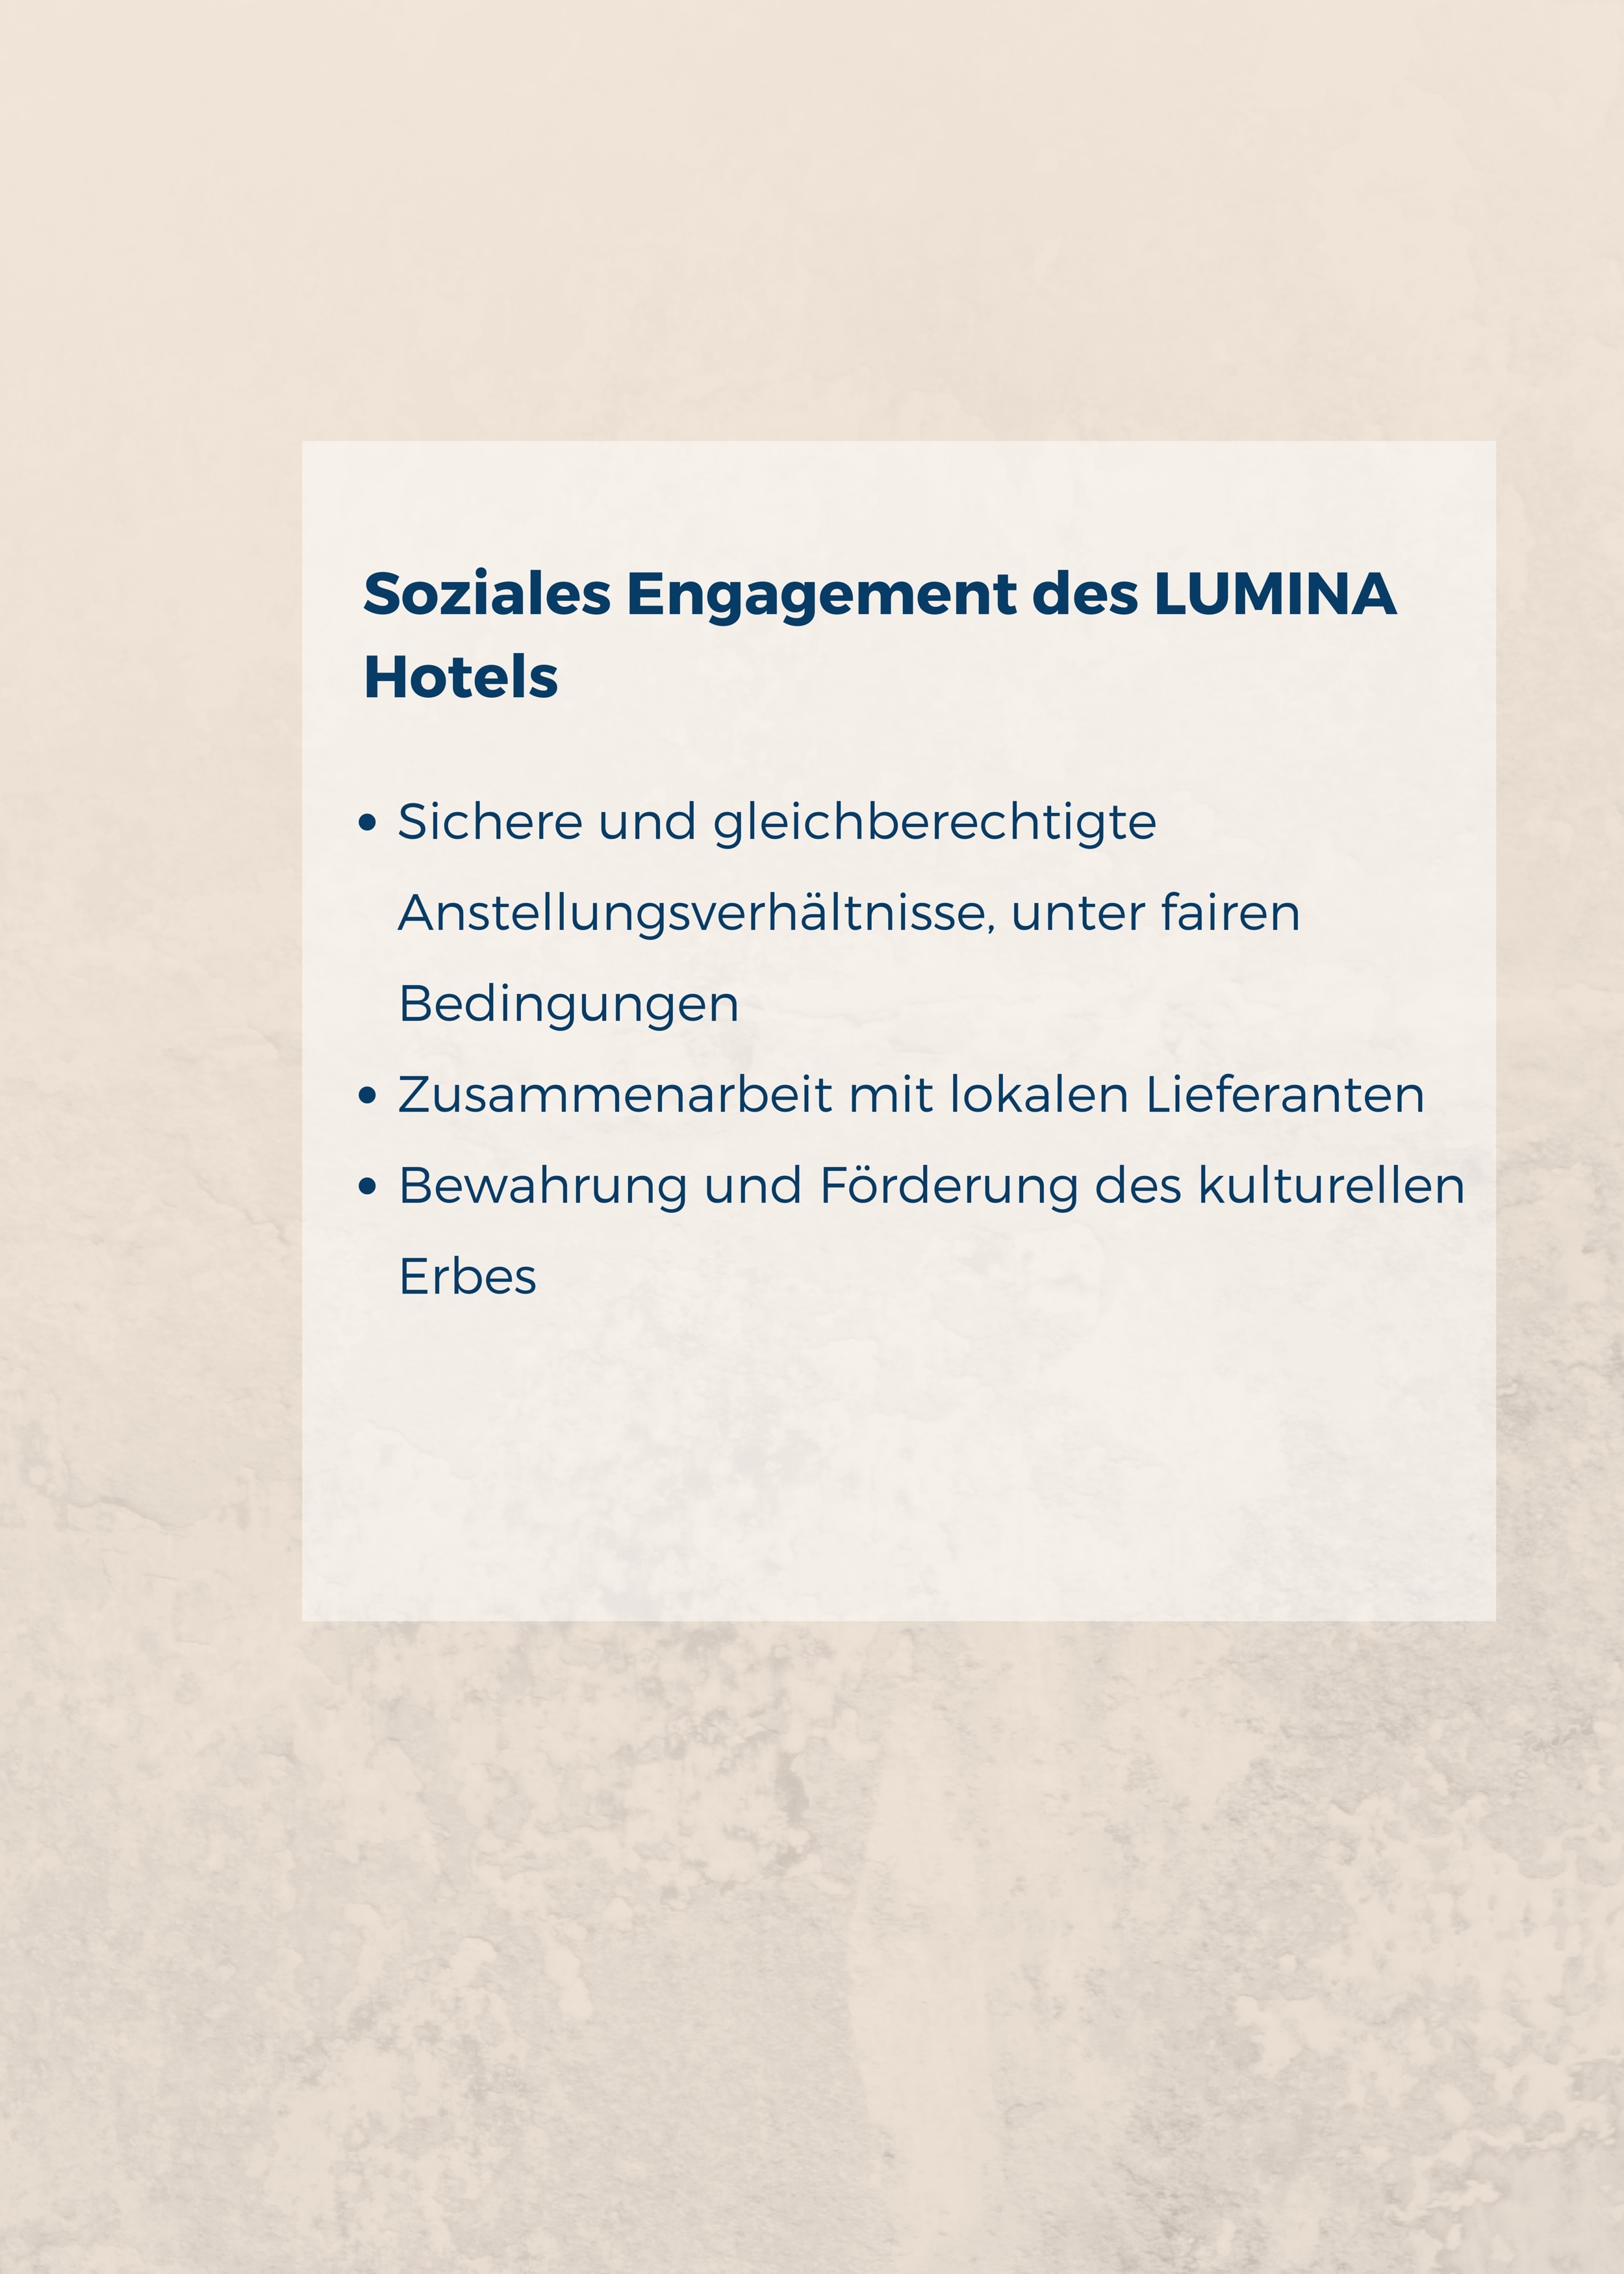 Soziales Engagement des LUMINA
Hotels
• Sichere und gleichberechtigte
Anstellungsverhältnisse, unter fairen
Bedingungen
• Zusammenarbeit mit lokalen Lieferanten
• Bewahrung und Förderung des kulturellen
Erbes